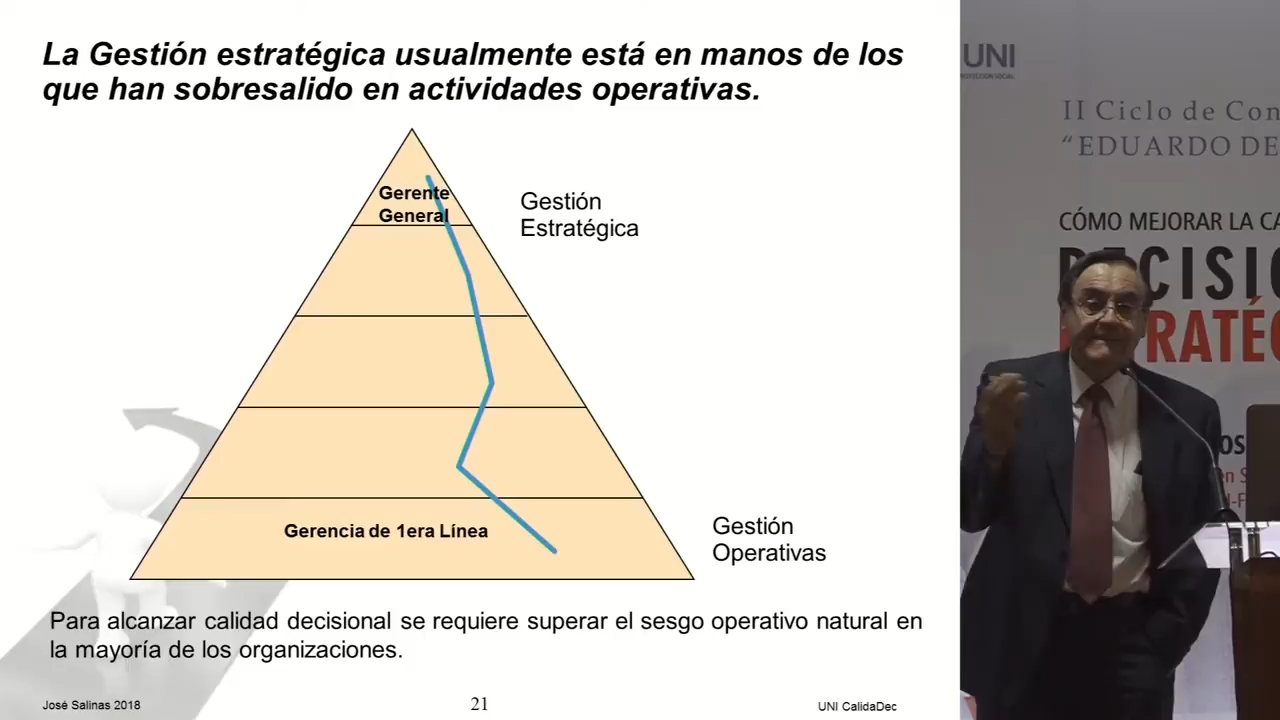 La Gestión estratégica usualmente está en manos de los
que han sobresalido en actividades operativas.
Gerente
General
Gestión
Estratégica
Gerencia de 1era Línea
Gestión
Operativas
Para alcanzar calidad decisional se requiere superar el sesgo operativo natural en
la mayoría de los organizaciones.
José Salinas 2018
21
UNI CalidaDec
UNI
II Ciclo de Con
“EDUARDO DE
CÓMO MEJORAR LA CA
DECISIO
RATÉG
OS